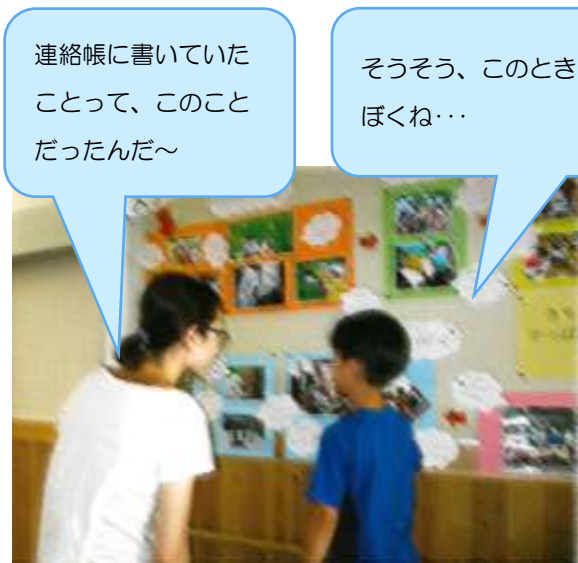 連絡帳に書いていた
ことって、このこと
だったんだ～
そうそう、このとき
ぼくね･･･